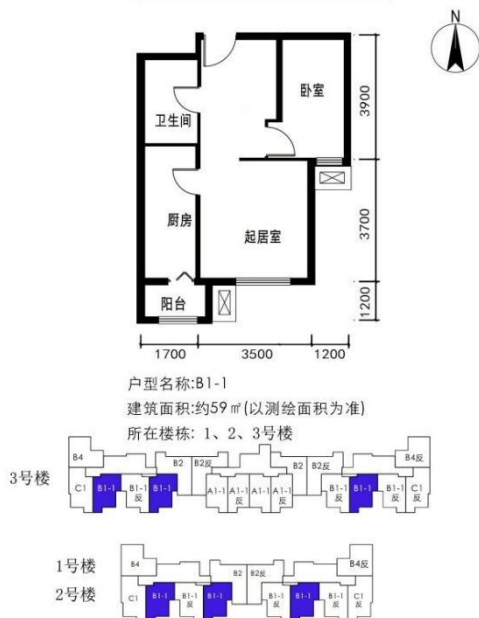 N
卧室
卫生间
3900
厨房
起居室
3700
阳台
1200
1700 3500 1200
户型名称:B1-1
建筑面积:约59㎡(以测绘面积为准)
所在楼栋: 1、2、3号楼
3号楼
B4 B2 B2反 B2 B2反 B4反
C1 B1-1 B1-1反 B1-1 A1-1 A1-1反 A1-1 A1-1反 B1-1反 B1-1 B1-1反 C1反
1号楼
2号楼
B4 B2 B2反 B4反
C1 B1-1 B1-1反 B1-1 B1-1反 B1-1 B1-1反 C1反